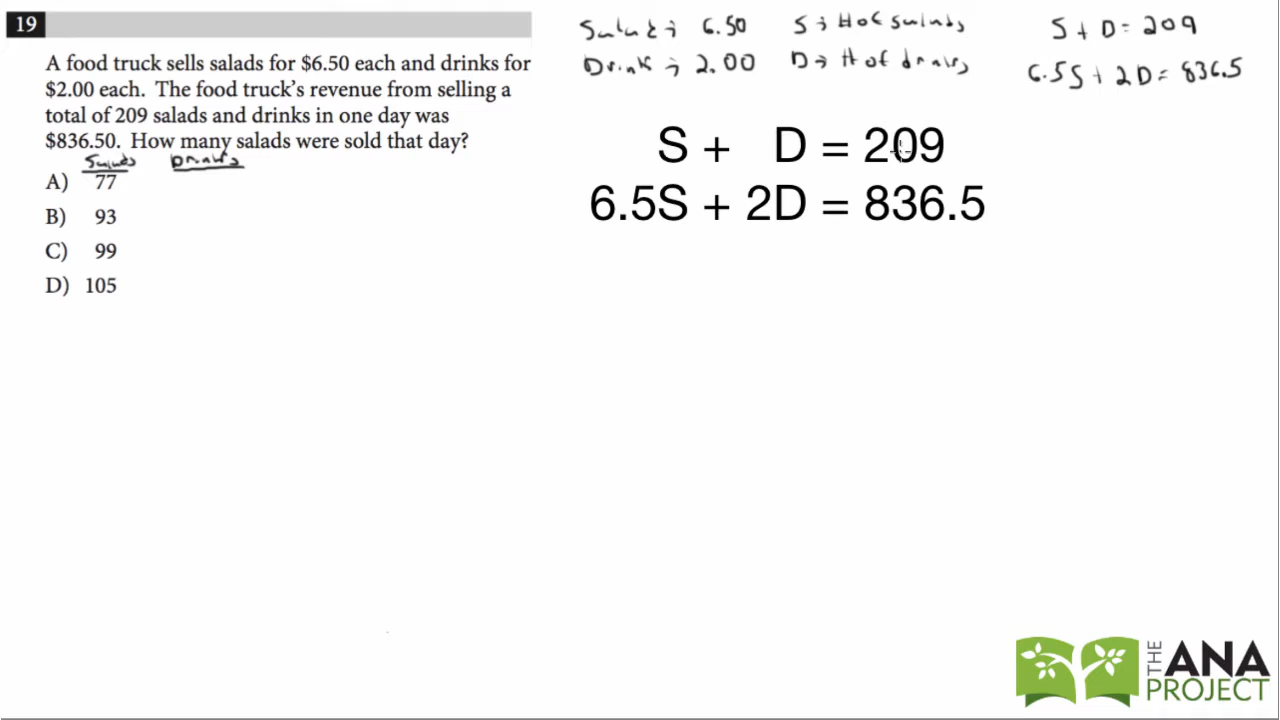 19
A food truck sells salads for $6.50 each and drinks for
$2.00 each. The food truck's revenue from selling a
total of 209 salads and drinks in one day was
$836.50. How many salads were sold that day?
Salads Drinks
A) 77
B) 93
C) 99
D) 105
Salad → 6.50
Drink → 2.00
S → # of salads
D → # of drinks
S + D = 209
6.5S + 2D = 836.5
S + D = 209
6.5S + 2D = 836.5
THE ANA
PROJECT